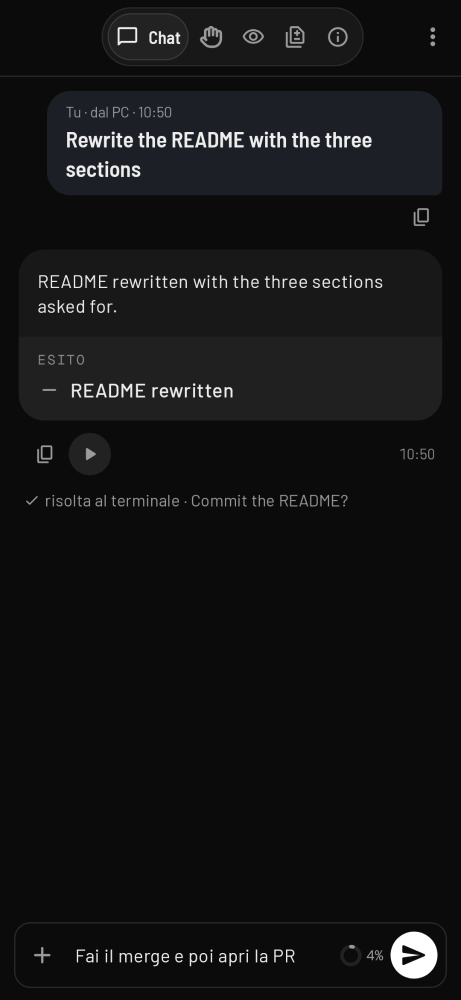 Chat
Tu · dal PC · 10:50
Rewrite the README with the three
sections
README rewritten with the three sections
asked for.
ESITO
— README rewritten
10:50
risolta al terminale · Commit the README?
Fai il merge e poi apri la PR
4%